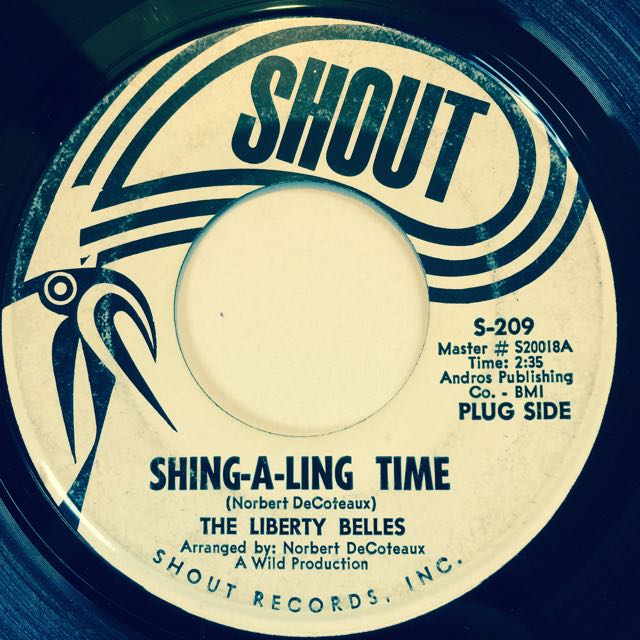 SHOUT
S-209
Master # S20018A
Time: 2:35
Andros Publishing
Co. - BMI
PLUG SIDE
SHING-A-LING TIME
(Norbert DeCoteaux)
THE LIBERTY BELLES
Arranged by: Norbert DeCoteaux
A Wild Production
SHOUT RECORDS, INC.